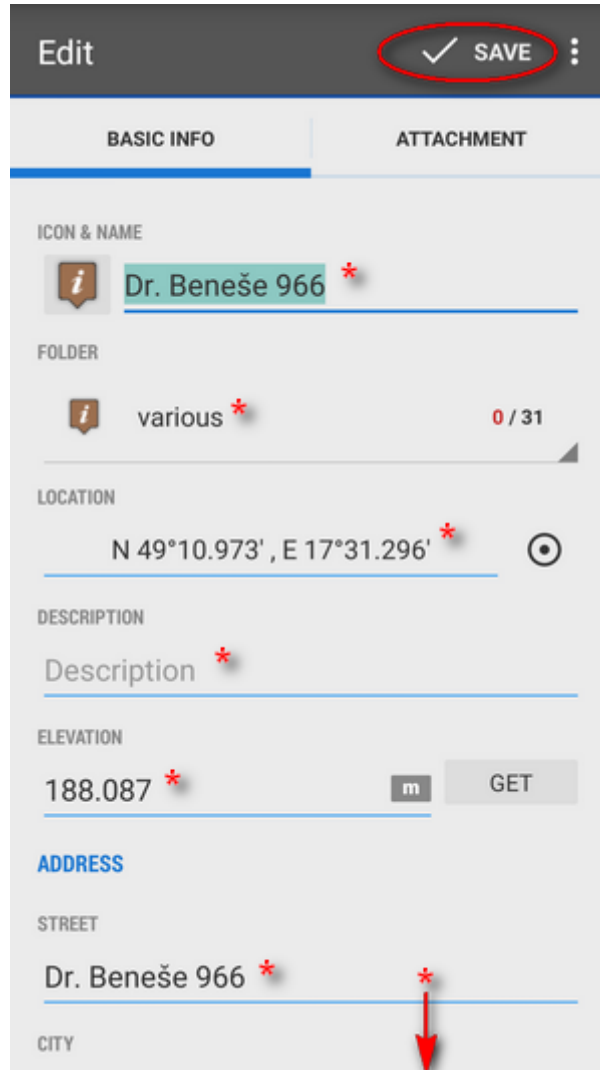 Edit
SAVE
BASIC INFO
ATTACHMENT
ICON & NAME
i
Dr. Beneše 966 *
FOLDER
i
various *
0 / 31
LOCATION
N 49°10.973' , E 17°31.296' *
DESCRIPTION
Description *
ELEVATION
188.087 *
m
GET
ADDRESS
STREET
Dr. Beneše 966 *
*
CITY